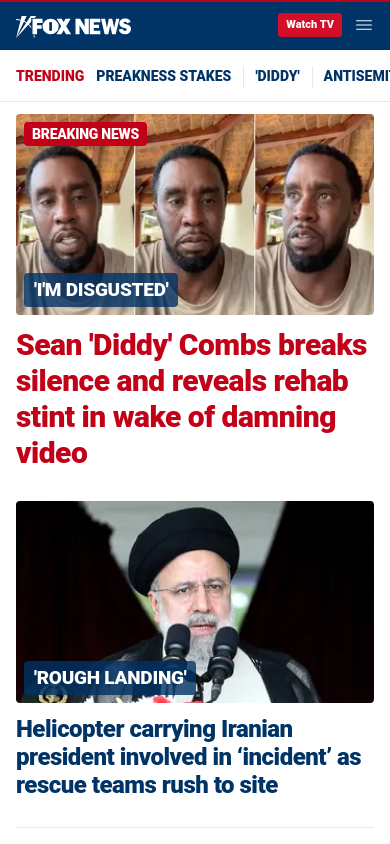 FOX NEWS
Watch TV
TRENDING PREAKNESS STAKES 'DIDDY'
BREAKING NEWS
'I'M DISGUSTED'
Sean 'Diddy' Combs breaks
silence and reveals rehab
stint in wake of damning
video
'ROUGH LANDING'
Helicopter carrying Iranian
president involved in ‘incident’ as
rescue teams rush to site